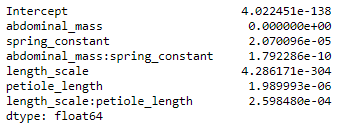 Intercept                         4.022451e-138
abdominal_mass                     0.000000e+00
spring_constant                    2.070096e-05
abdominal_mass:spring_constant     1.792286e-10
length_scale                      4.286171e-304
petiole_length                     1.989993e-06
length_scale:petiole_length        2.598480e-04
dtype: float64